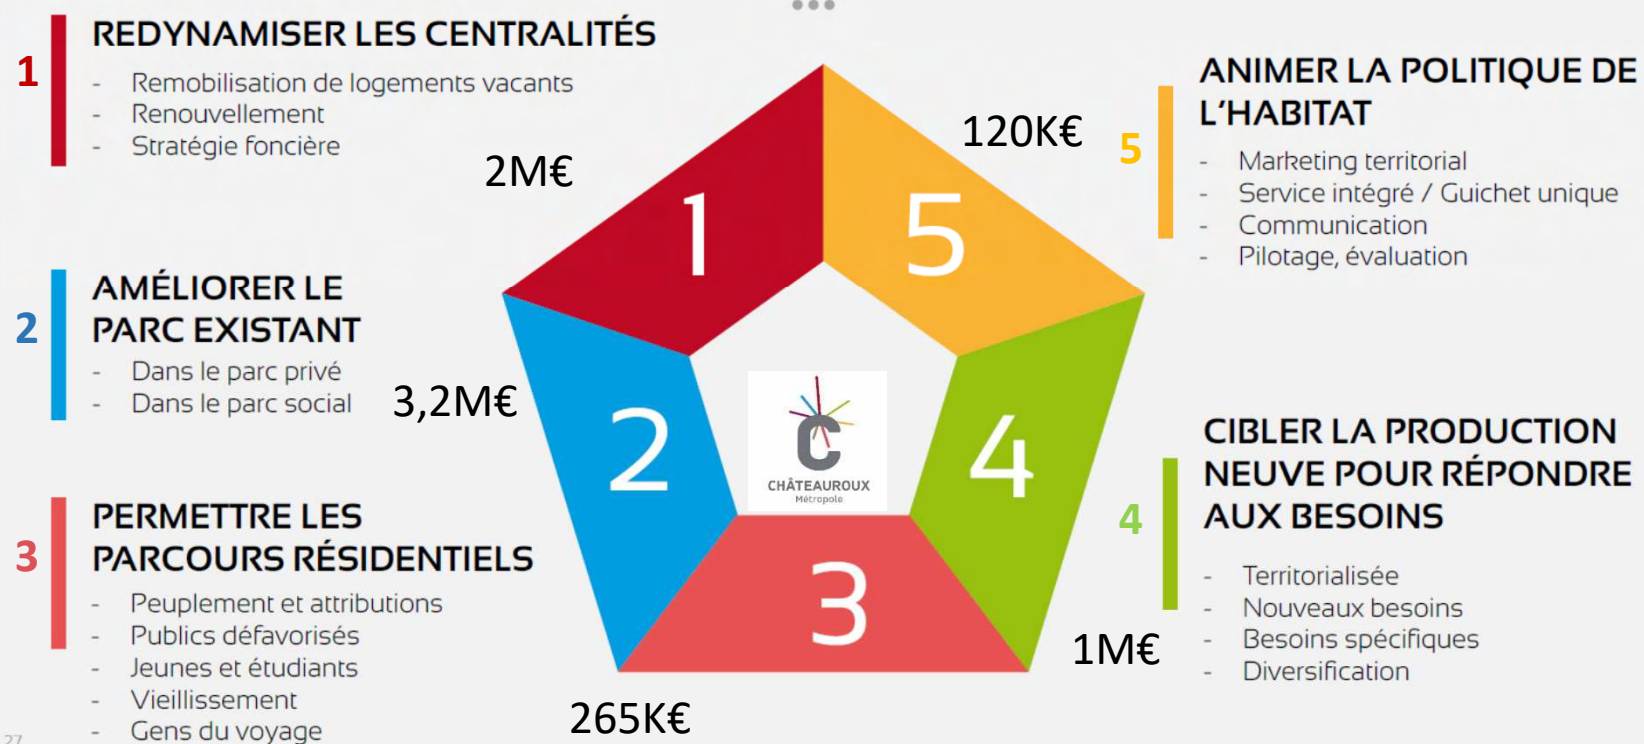 1
REDYNAMISER LES CENTRALITÉS
- Remobilisation de logements vacants
- Renouvellement
- Stratégie foncière
2M€
2
AMÉLIORER LE
PARC EXISTANT
- Dans le parc privé
- Dans le parc social
3,2M€
3
PERMETTRE LES
PARCOURS RÉSIDENTIELS
- Peuplement et attributions
- Publics défavorisés
- Jeunes et étudiants
- Vieillissement
- Gens du voyage
265K€
27
1
5
2
4
3
C
CHÂTEAUROUX
Métropole
120K€
5
ANIMER LA POLITIQUE DE
L'HABITAT
- Marketing territorial
- Service intégré / Guichet unique
- Communication
- Pilotage, évaluation
4
CIBLER LA PRODUCTION
NEUVE POUR RÉPONDRE
AUX BESOINS
- Territorialisée
- Nouveaux besoins
- Besoins spécifiques
- Diversification
1M€